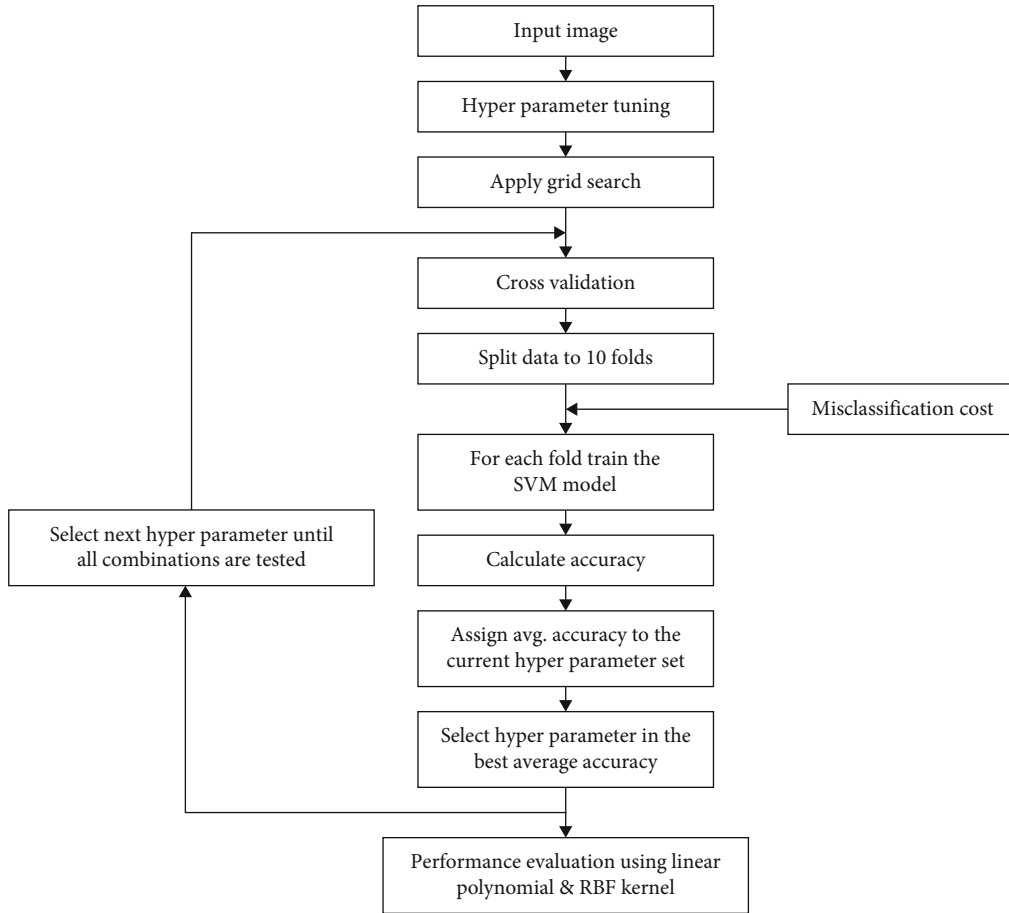 Input image
Hyper parameter tuning
Apply grid search
Cross validation
Split data to 10 folds
Misclassification cost
For each fold train the
SVM model
Select next hyper parameter until
all combinations are tested
Calculate accuracy
Assign avg. accuracy to the
current hyper parameter set
Select hyper parameter in the
best average accuracy
Performance evaluation using linear
polynomial & RBF kernel